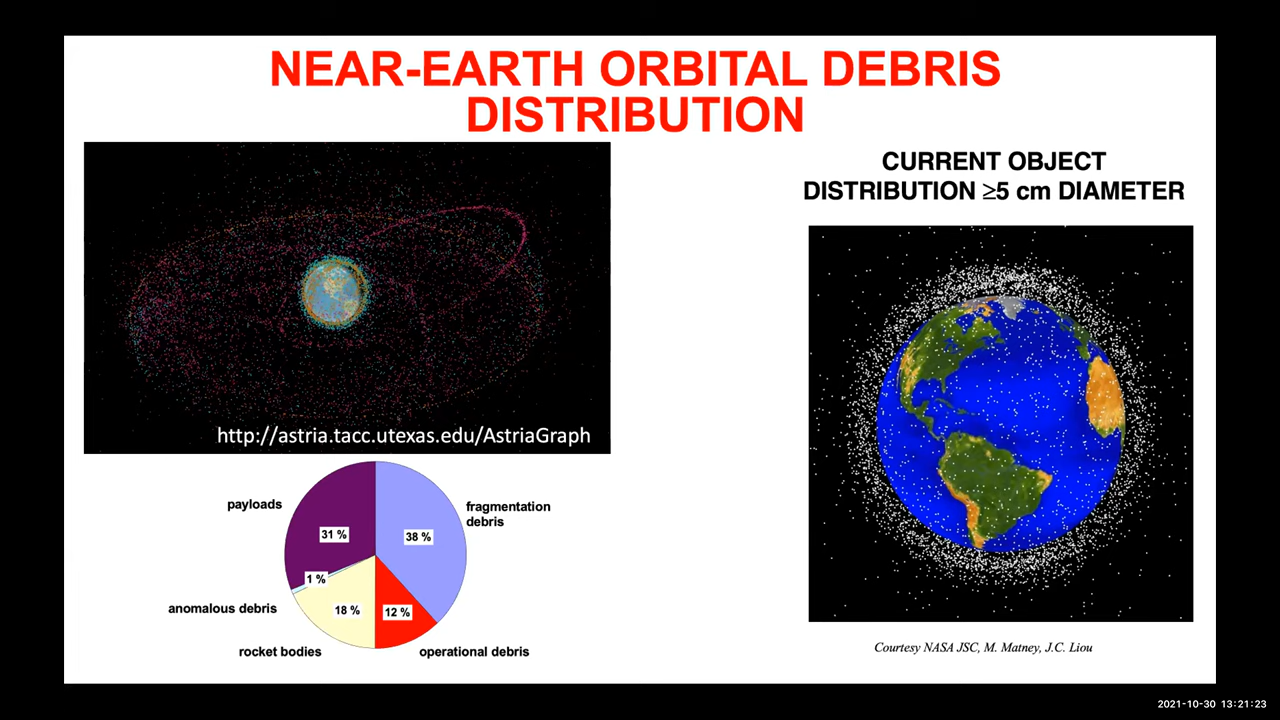 NEAR-EARTH ORBITAL DEBRIS
DISTRIBUTION
http://astria.tacc.utexas.edu/AstriaGraph
CURRENT OBJECT
DISTRIBUTION ≥5 cm DIAMETER
payloads
31 %
fragmentation
debris
38 %
1 %
anomalous debris
18 %
12 %
rocket bodies
operational debris
Courtesy NASA JSC, M. Matney, J.C. Liou
2021-10-30 13:21:23